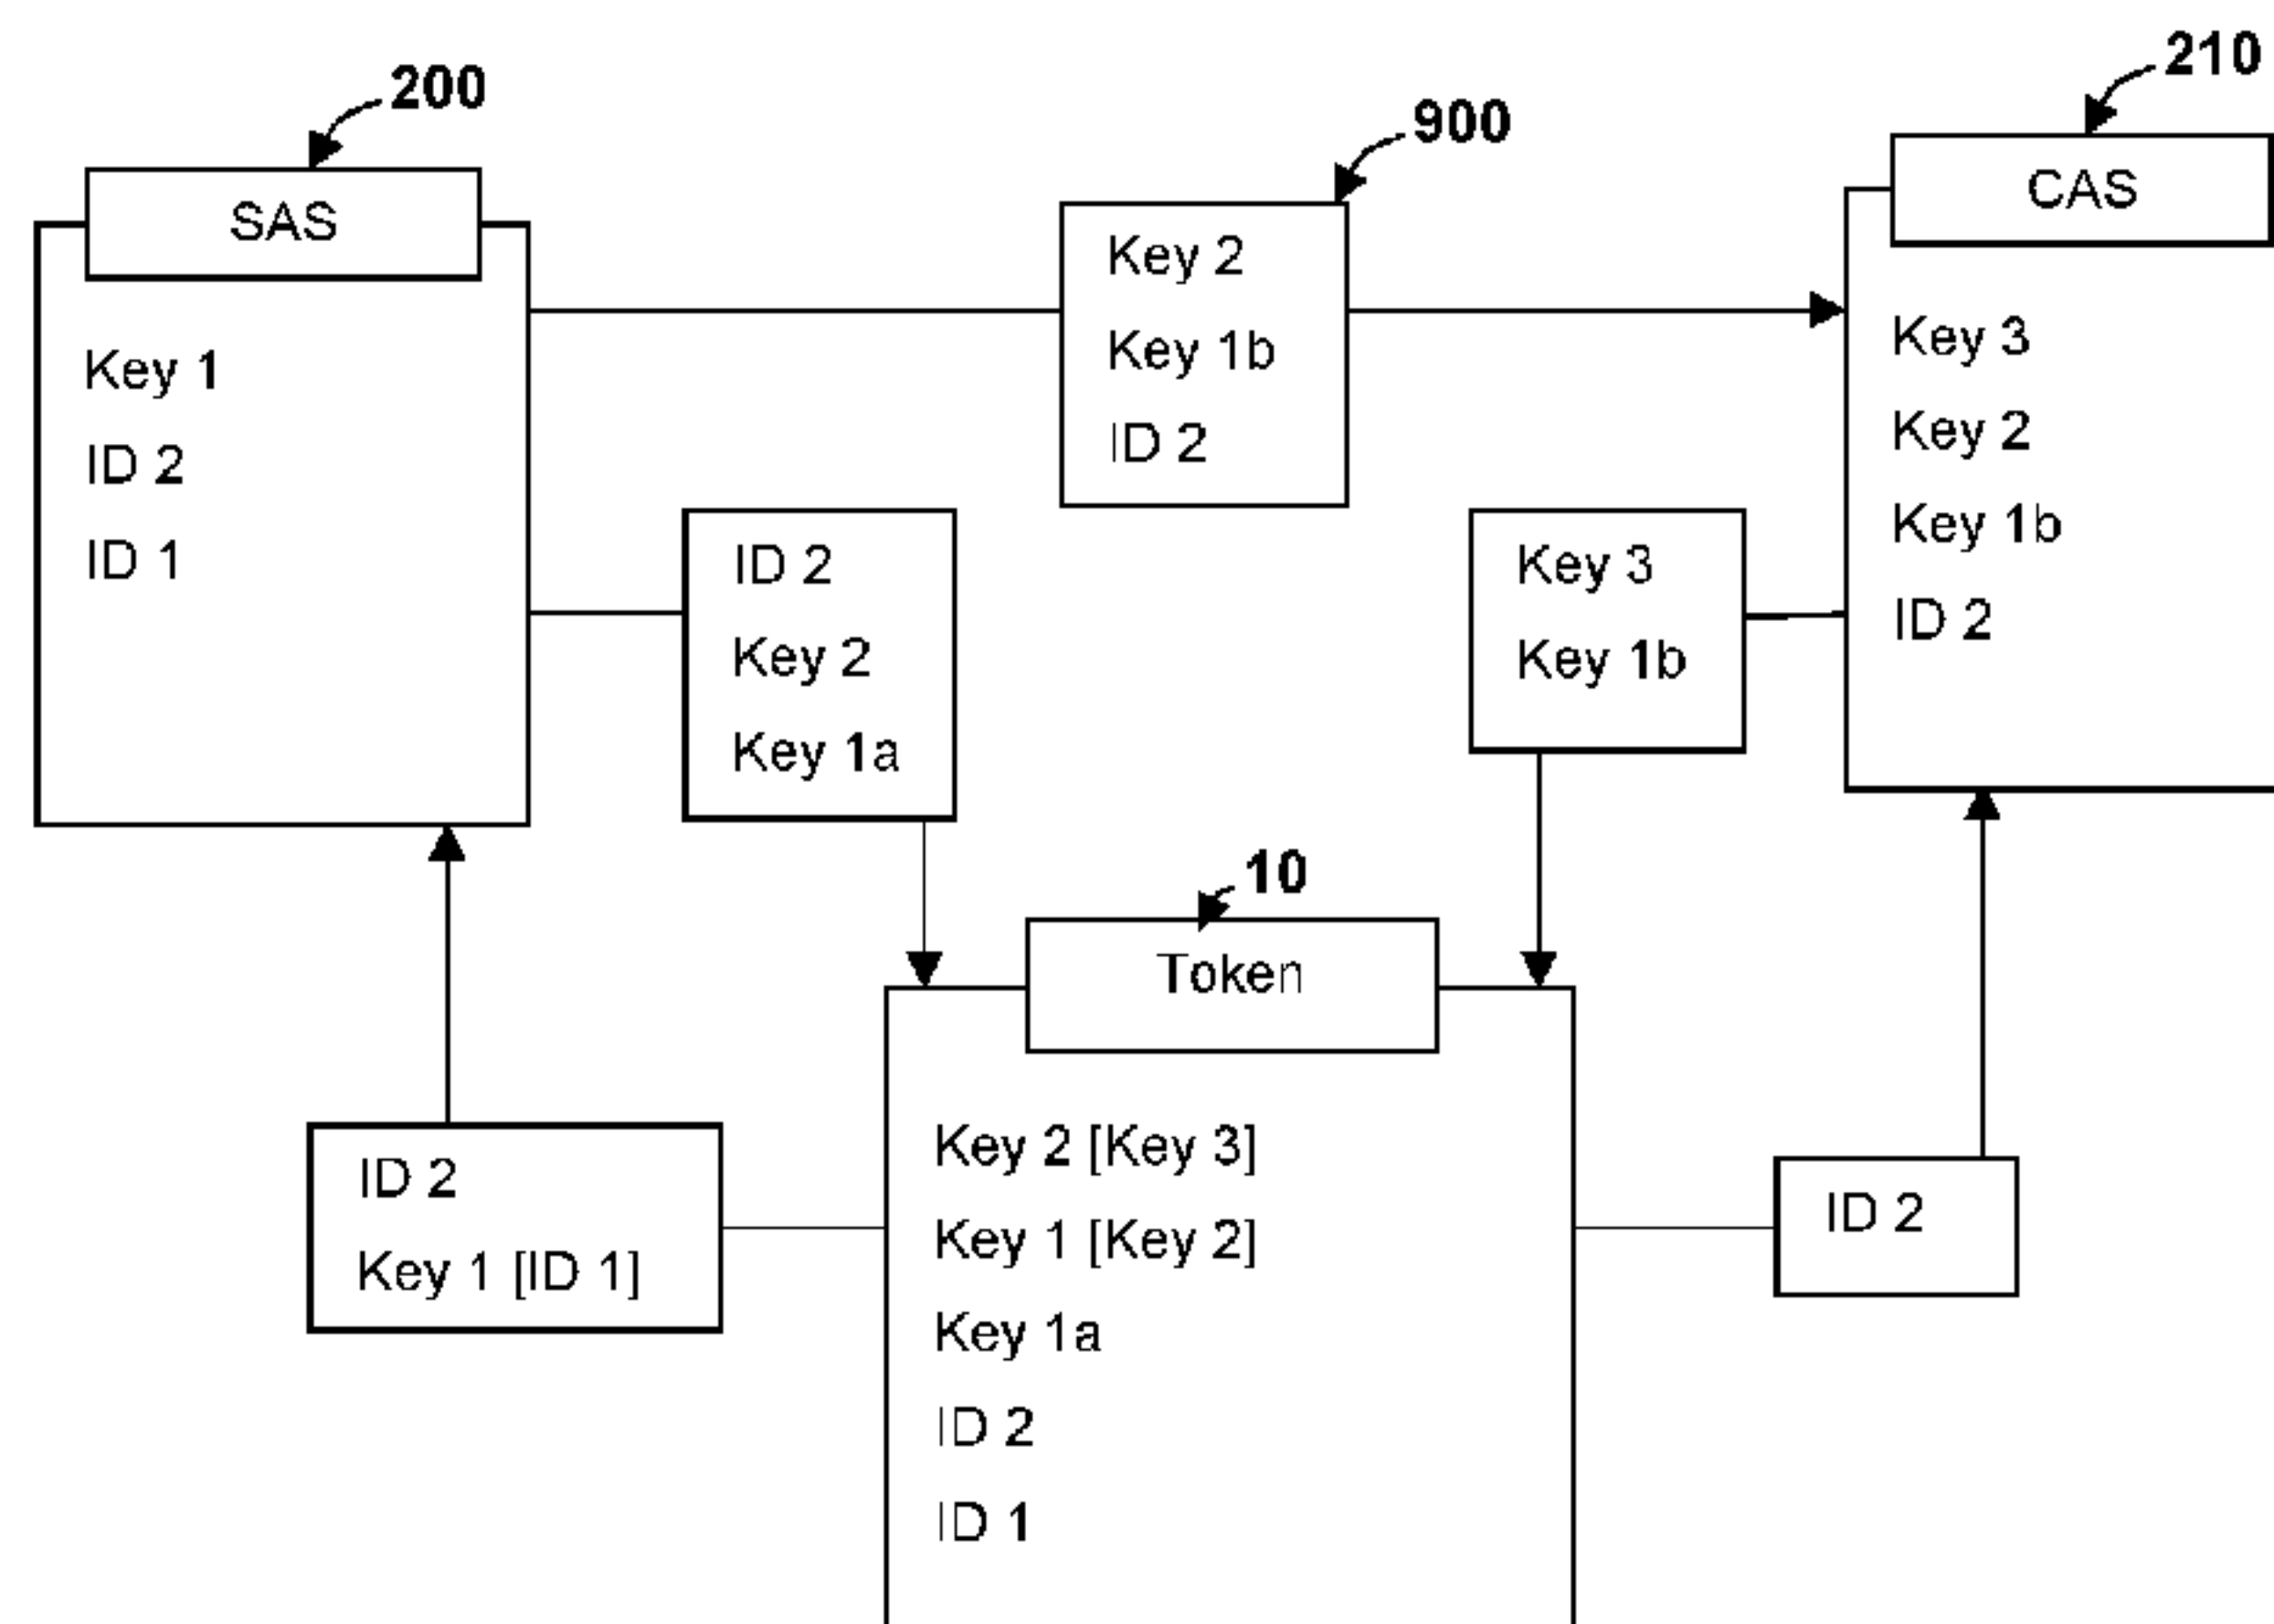 200
SAS
Key 1
ID 2
ID 1
900
Key 2
Key 1b
ID 2
210
CAS
Key 3
Key 2
Key 1b
ID 2
ID 2
Key 2
Key 1a
Key 3
Key 1b
10
Token
Key 2 [Key 3]
Key 1 [Key 2]
Key 1a
ID 2
ID 1
ID 2
Key 1 [ID 1]
ID 2